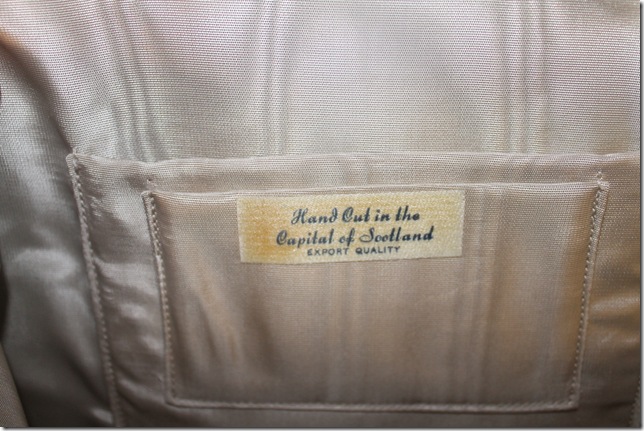 Hand Cut in the
Capital of Scotland
EXPORT QUALITY